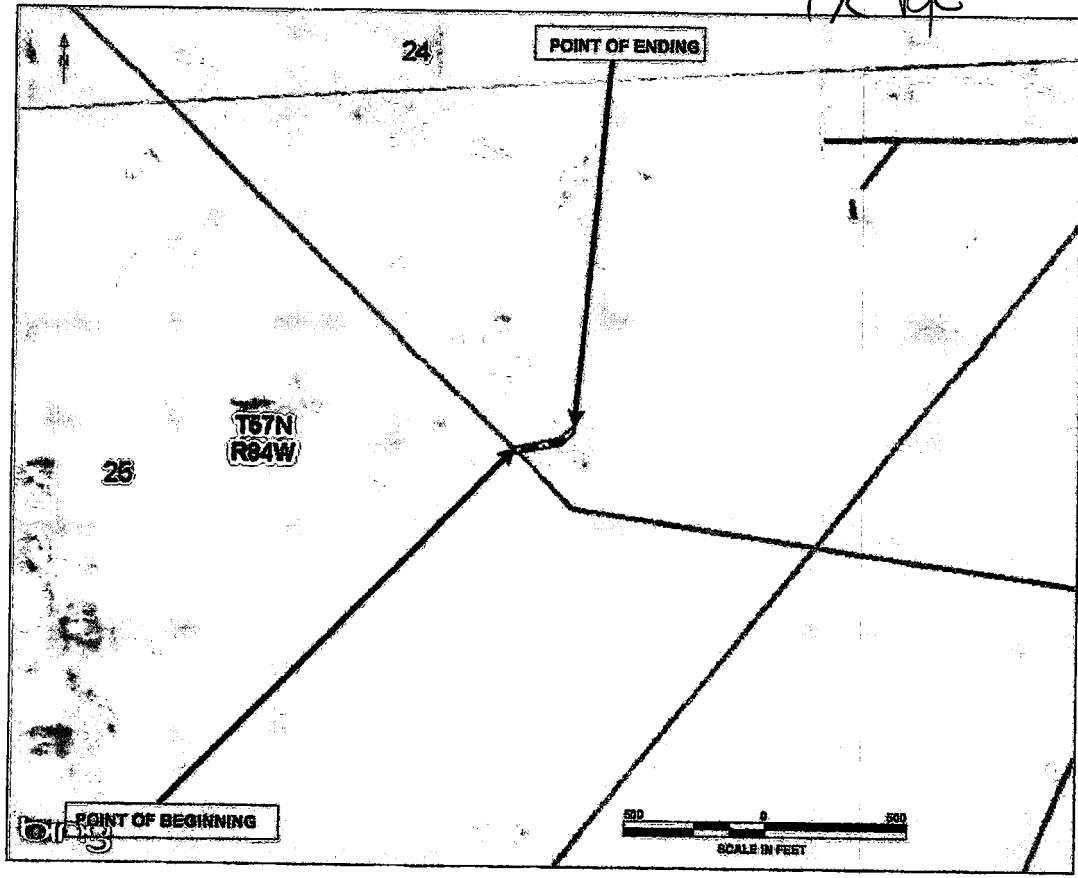 24
POINT OF ENDING
T57N
R84W
25
POINT OF BEGINNING
500 0 500
SCALE IN FEET